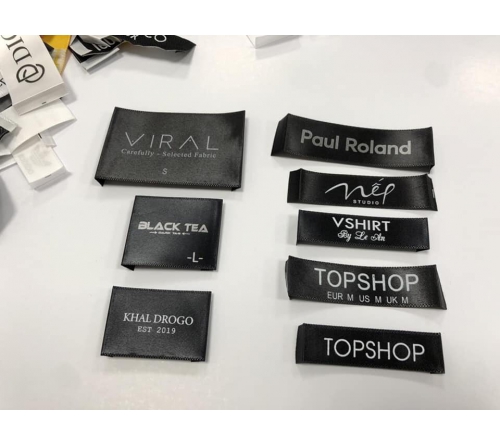 VIRAL
Carefully - Selected Fabric
S
BLACK TEA
-L-
KHAL DROGO
EST 2019
Paul Roland
nếp
STUDIO
VSHIRT
By Le An
TOPSHOP
EUR M US M UK M
TOPSHOP